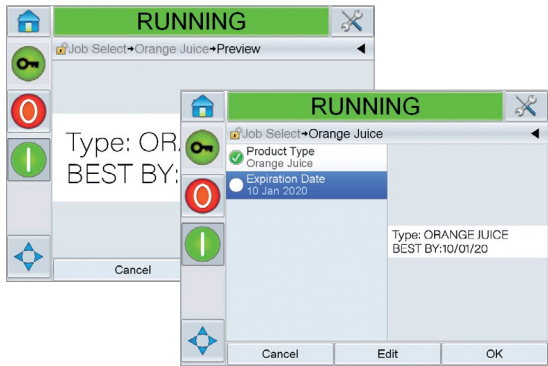 RUNNING
Job Select→Orange Juice→Preview
Type: OR
BEST BY:
Cancel
RUNNING
Job Select→Orange Juice
Product Type
Orange Juice
Expiration Date
10 Jan 2020
Type: ORANGE JUICE
BEST BY:10/01/20
Cancel
Edit
OK